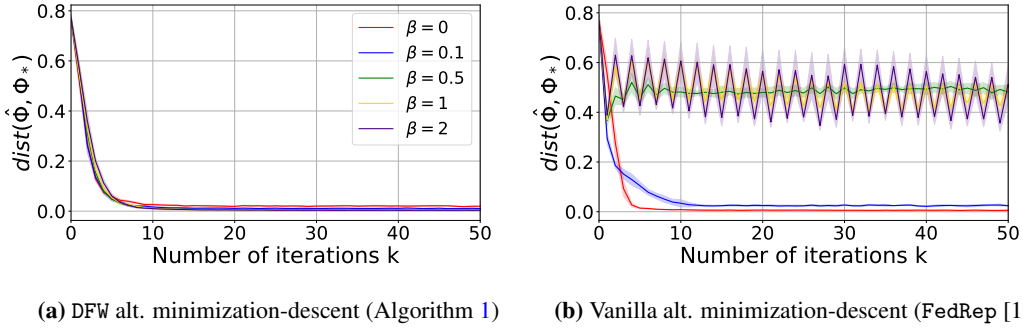 0.8
0.6
0.4
0.2
0.0
dist(Φ̂, Φ*)
β = 0
β = 0.1
β = 0.5
β = 1
β = 2
0 10 20 30 40 50
Number of iterations k
0.8
0.6
0.4
0.2
0.0
dist(Φ̂, Φ*)
0 10 20 30 40 50
Number of iterations k
(a) DFW alt. minimization-descent (Algorithm 1)
(b) Vanilla alt. minimization-descent (FedRep [1